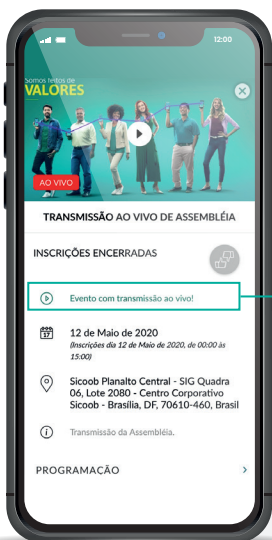 12:00
Somos feitos de
VALORES
AO VIVO
TRANSMISSÃO AO VIVO DE ASSEMBLÉIA
INSCRIÇÕES ENCERRADAS
Evento com transmissão ao vivo!
17
12 de Maio de 2020
(Inscrições dia 12 de Maio de 2020, de 00:00 às
15:00)
Sicoob Planalto Central - SIG Quadra
06, Lote 2080 - Centro Corporativo
Sicoob - Brasília, DF, 70610-460, Brasil
Transmissão da Assembléia.
PROGRAMAÇÃO